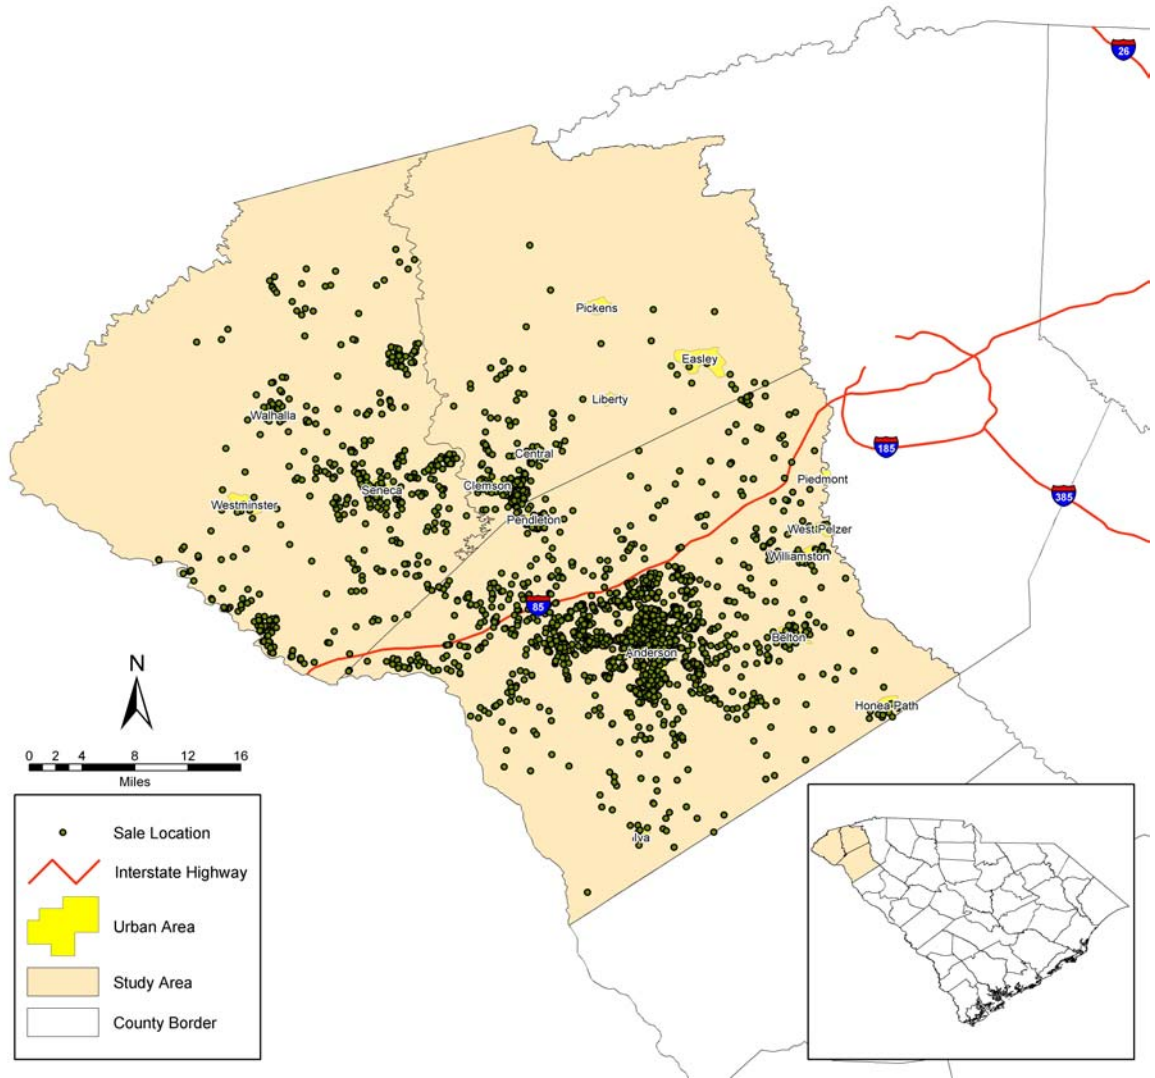 26
Pickens
Easley
Liberty
Walhalla
185
Central
Piedmont
Clemson
Seneca
385
Westminster
Pendleton
West Pelzer
Williamston
85
Belton
Anderson
Honea Path
Iva
N
0 2 4 8 12 16
Miles
Sale Location
Interstate Highway
Urban Area
Study Area
County Border